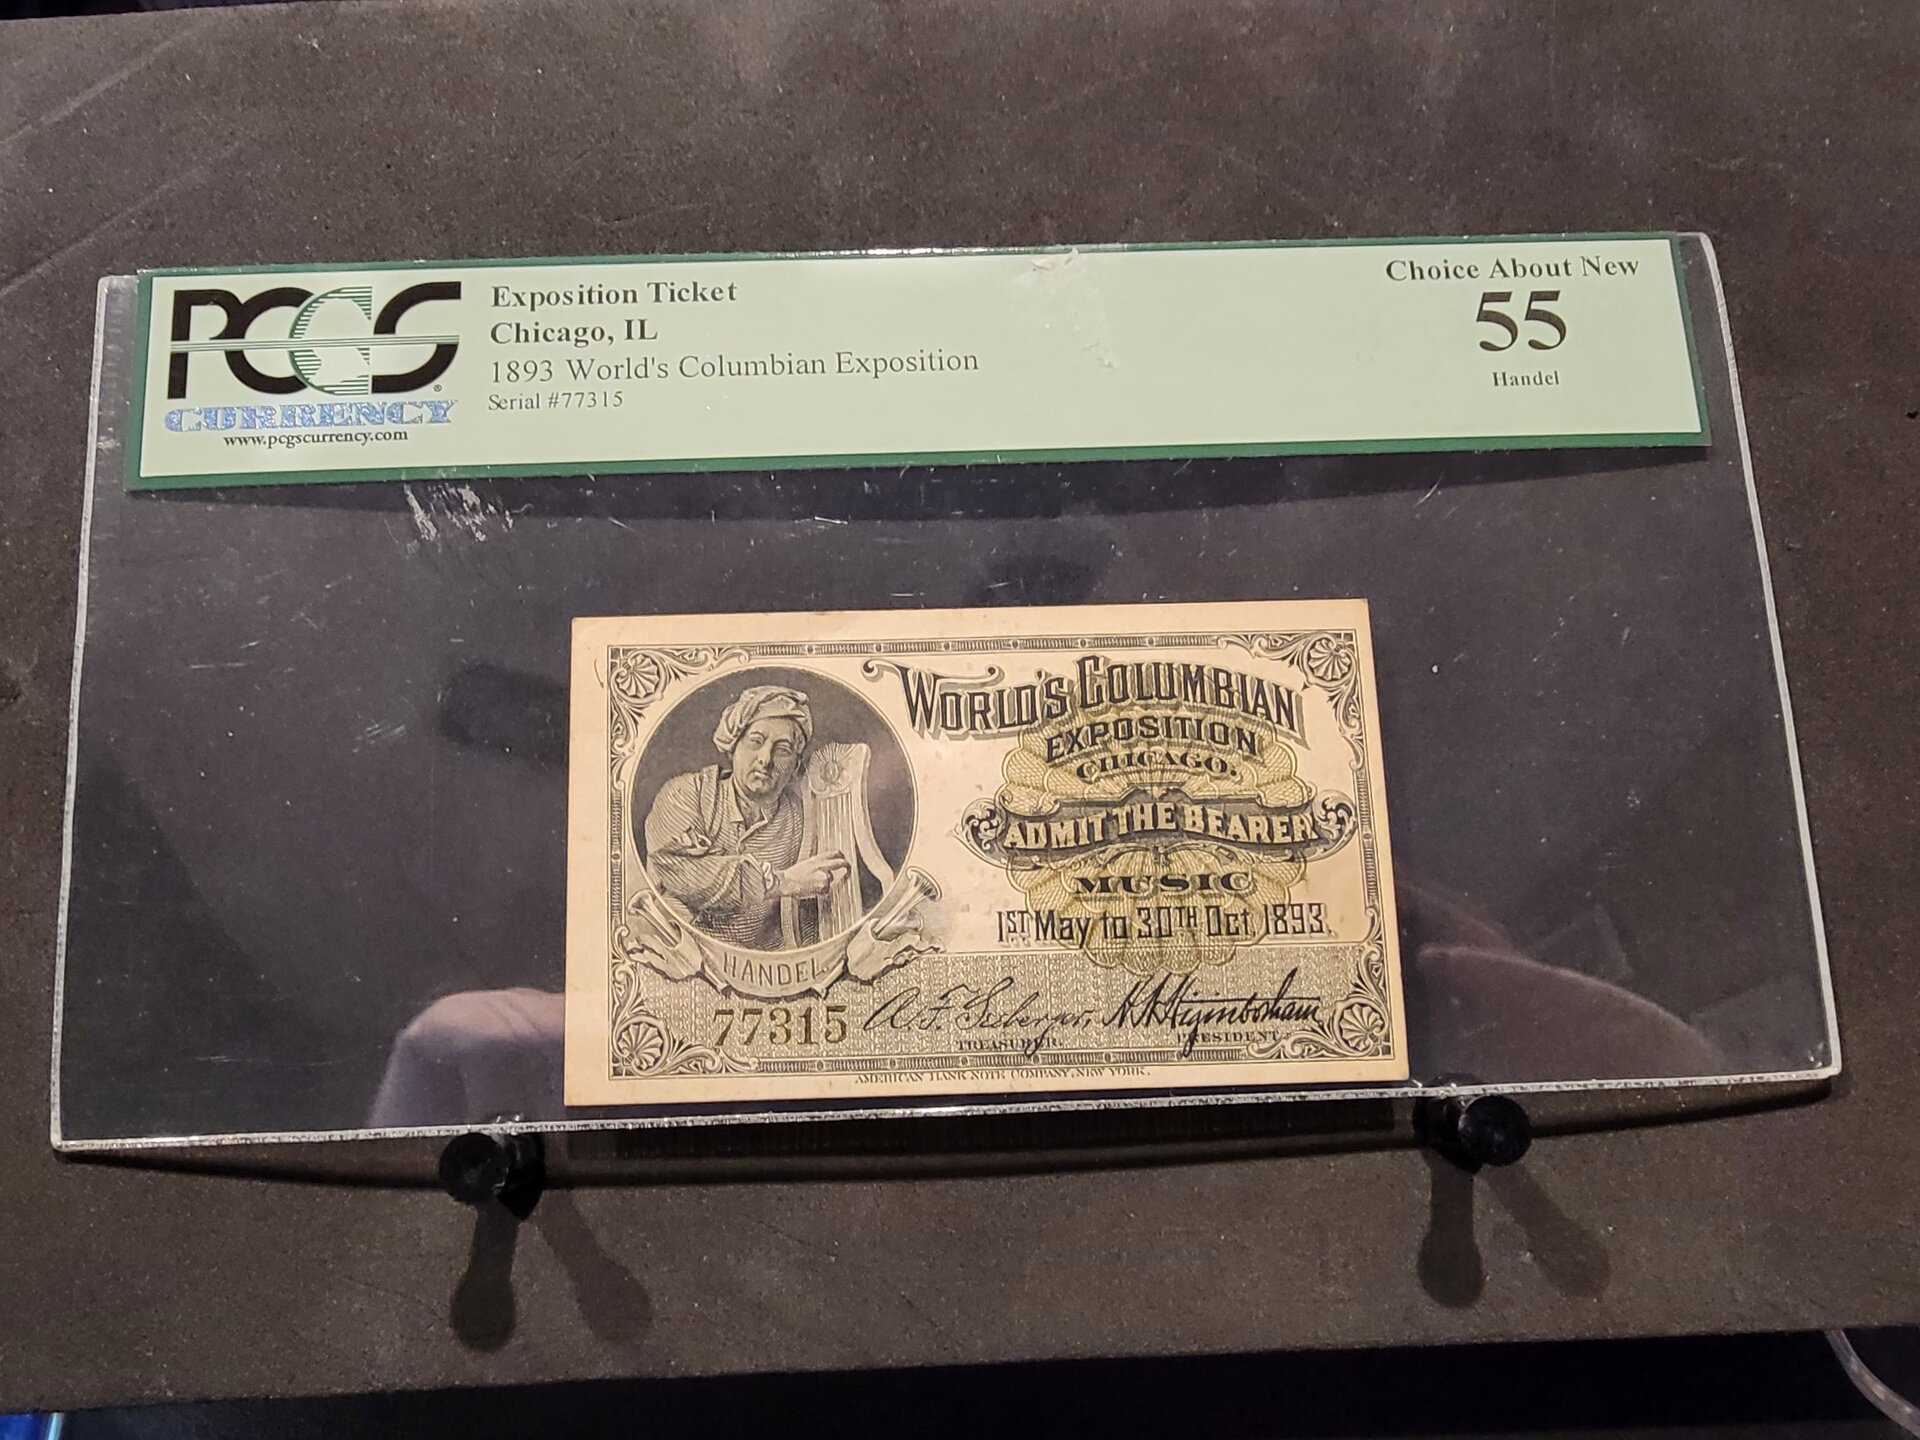 PCGS
CURRENCY
www.pcgscurrency.com
Exposition Ticket
Chicago, IL
1893 World's Columbian Exposition
Serial #77315
Choice About New
55
Handel
WORLD'S COLUMBIAN
EXPOSITION
CHICAGO.
ADMIT THE BEARER
MUSIC
1ST May to 30TH Oct 1893.
HANDEL
77315
A. F. Seeberger,
TREASURER.
H N Higinbotham
PRESIDENT.
AMERICAN BANK NOTE COMPANY, NEW YORK.